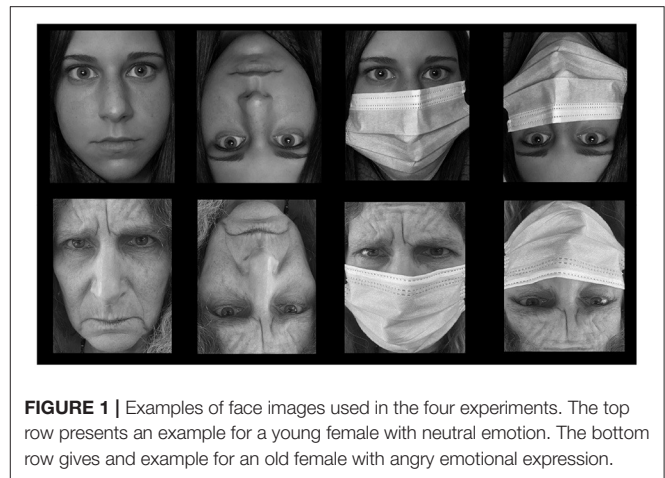 FIGURE 1 | Examples of face images used in the four experiments. The top
row presents an example for a young female with neutral emotion. The bottom
row gives and example for an old female with angry emotional expression.